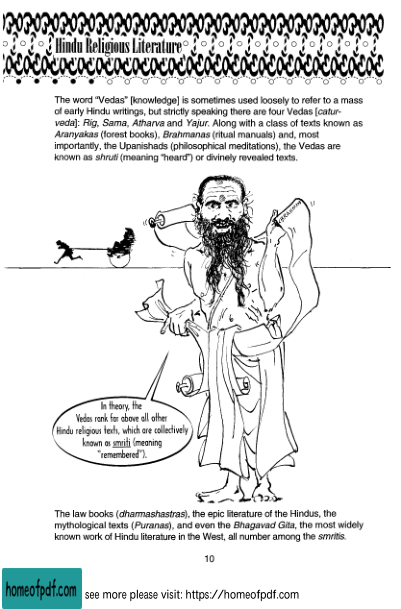 Hindu Religious Literature
The word “Vedas” [knowledge] is sometimes used loosely to refer to a mass
of early Hindu writings, but strictly speaking there are four Vedas [catur-
veda]: Rig, Sama, Atharva and Yajur. Along with a class of texts known as
Aranyakas (forest books), Brahmanas (ritual manuals) and, most
importantly, the Upanishads (philosophical meditations), the Vedas are
known as shruti (meaning “heard”) or divinely revealed texts.
In theory, the
Vedas rank far above all other
Hindu religious texts, which are collectively
known as smriti (meaning
“remembered”).
The law books (dharmashastras), the epic literature of the Hindus, the
mythological texts (Puranas), and even the Bhagavad Gita, the most widely
known work of Hindu literature in the West, all number among the smritis.
10
homeofpdf.com
see more please visit: https://homeofpdf.com